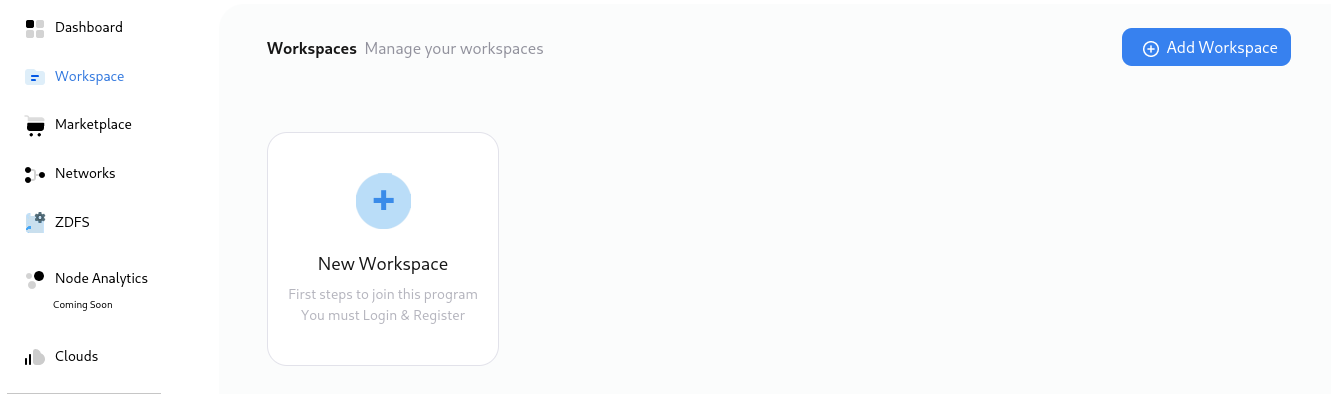 Dashboard
Workspace
Marketplace
Networks
ZDFS
Node Analytics
Coming Soon
Clouds
Workspaces Manage your workspaces
Add Workspace
New Workspace
First steps to join this program
You must Login & Register